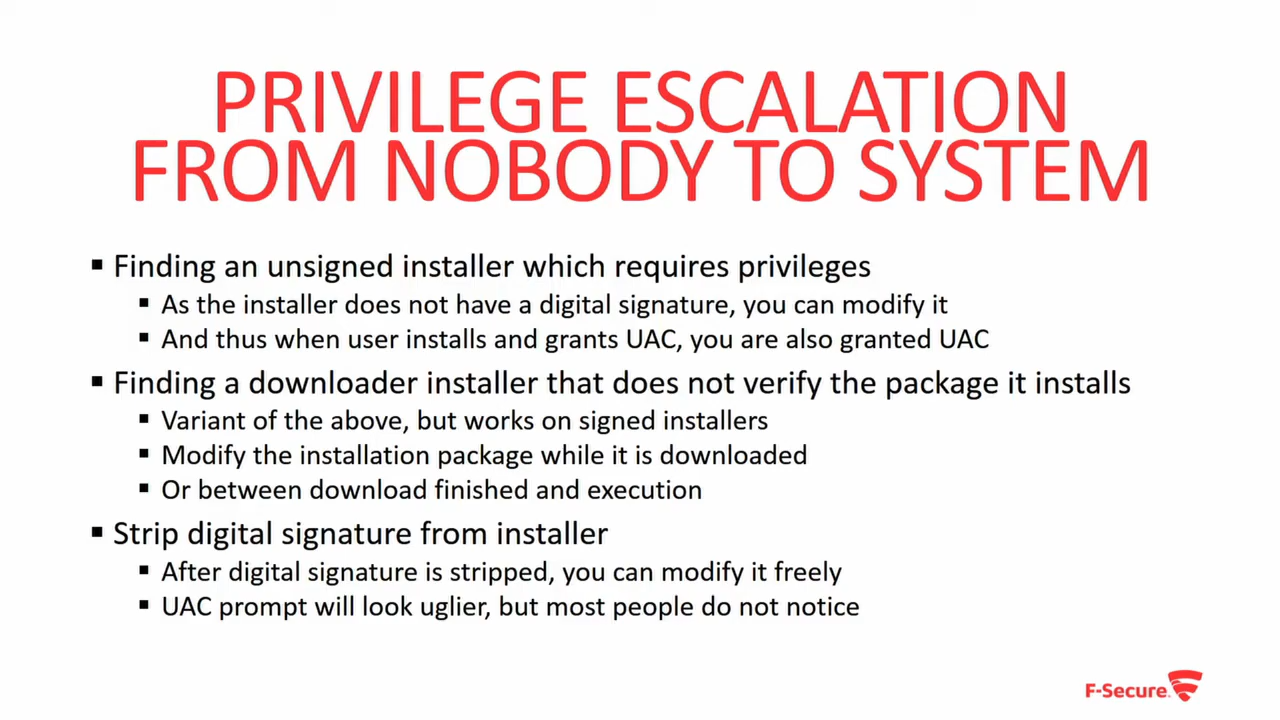 PRIVILEGE ESCALATION
FROM NOBODY TO SYSTEM
▪ Finding an unsigned installer which requires privileges
▪ As the installer does not have a digital signature, you can modify it
▪ And thus when user installs and grants UAC, you are also granted UAC
▪ Finding a downloader installer that does not verify the package it installs
▪ Variant of the above, but works on signed installers
▪ Modify the installation package while it is downloaded
▪ Or between download finished and execution
▪ Strip digital signature from installer
▪ After digital signature is stripped, you can modify it freely
▪ UAC prompt will look uglier, but most people do not notice
F-Secure.